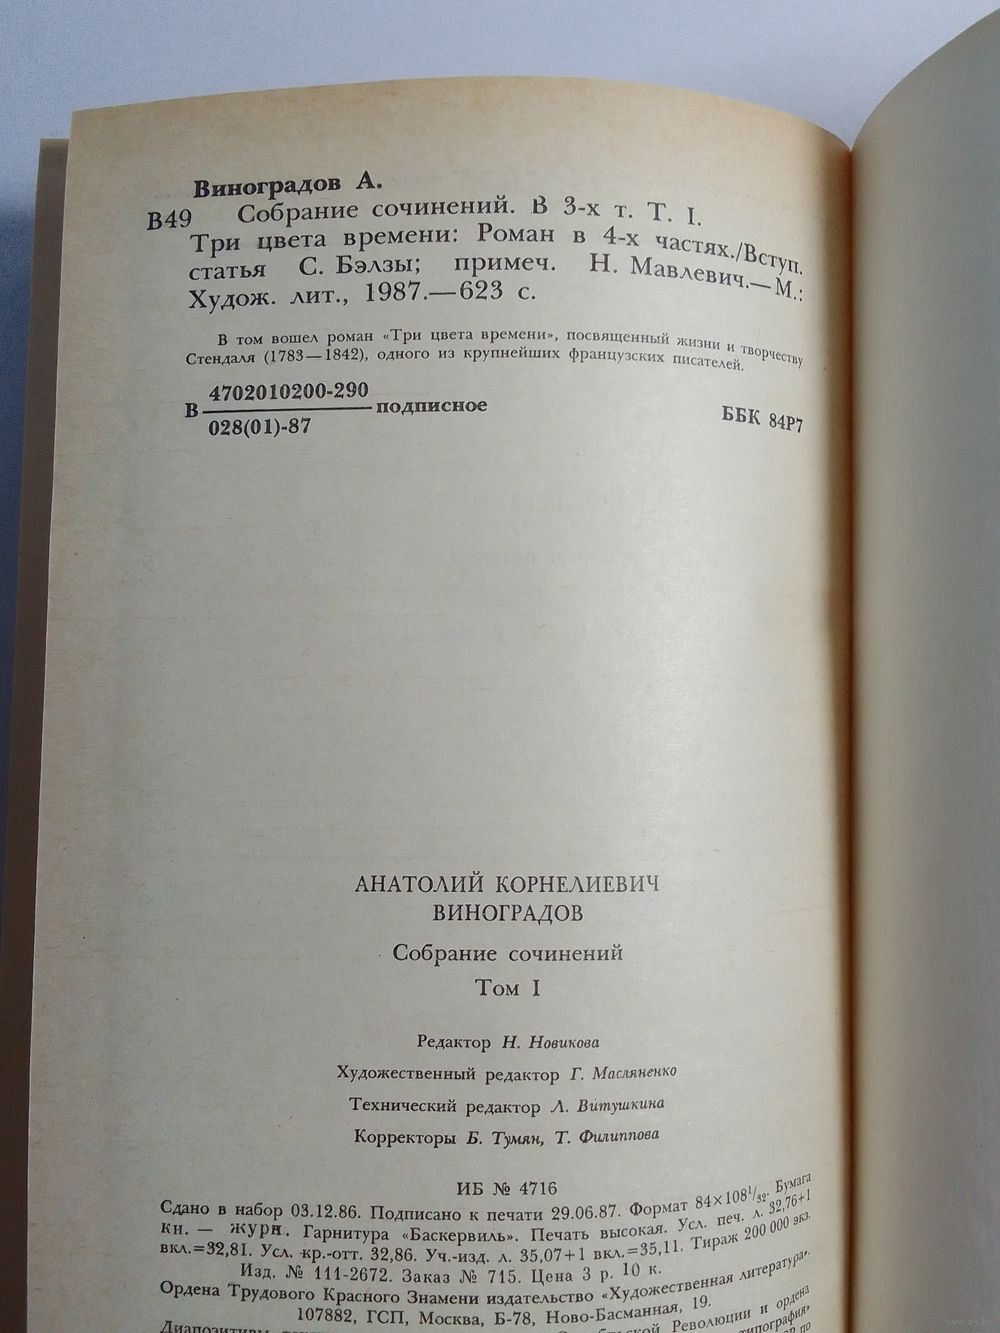 Виноградов А.
В49 Собрание сочинений. В 3-х т. Т. I.
Три цвета времени: Роман в 4-х частях./Вступ.
статья С. Бэлзы; примеч. Н. Мавлевич.—М.:
Худож. лит., 1987.—623 с.
В том вошел роман «Три цвета времени», посвященный жизни и творчеству
Стендаля (1783—1842), одного из крупнейших французских писателей.
4702010200-290
В подписное
028(01)-87
ББК 84Р7
АНАТОЛИЙ КОРНЕЛИЕВИЧ
ВИНОГРАДОВ
Собрание сочинений
Том I
Редактор Н. Новикова
Художественный редактор Г. Масляненко
Технический редактор Л. Витушкина
Корректоры Б. Тумян, Т. Филиппова
ИБ № 4716
Сдано в набор 03.12.86. Подписано к печати 29.06.87. Формат 84×108¹/₃₂. Бумага
кн. — журн. Гарнитура «Баскервиль». Печать высокая. Усл. печ. л. 32,76+1
вкл.=32,81. Усл. кр.-отт. 32,86. Уч.-изд. л. 35,07+1 вкл.=35,11. Тираж 200 000 экз.
Изд. № 111-2672. Заказ № 715. Цена 3 р. 10 к.
Ордена Трудового Красного Знамени издательство «Художественная литература».
107882, ГСП, Москва, Б-78, Ново-Басманная, 19.
Диапозитивы Революции и ордена
типография»
по